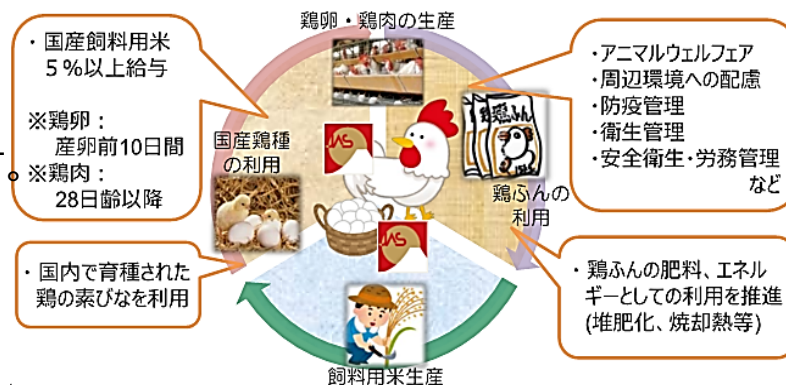 鶏卵・鶏肉の生産
・国産飼料用米
５％以上給与
※鶏卵：
産卵前10日間
※鶏肉：
28日齢以降
・アニマルウェルフェア
・周辺環境への配慮
・防疫管理
・衛生管理
・安全衛生・労務管理
など
国産鶏種
の利用
JAS
鶏ふん
鶏ふんの
利用
JAS
・国内で育種された
鶏の素びなを利用
・鶏ふんの肥料、エネル
ギーとしての利用を推進
(堆肥化、焼却熱等)
飼料用米生産